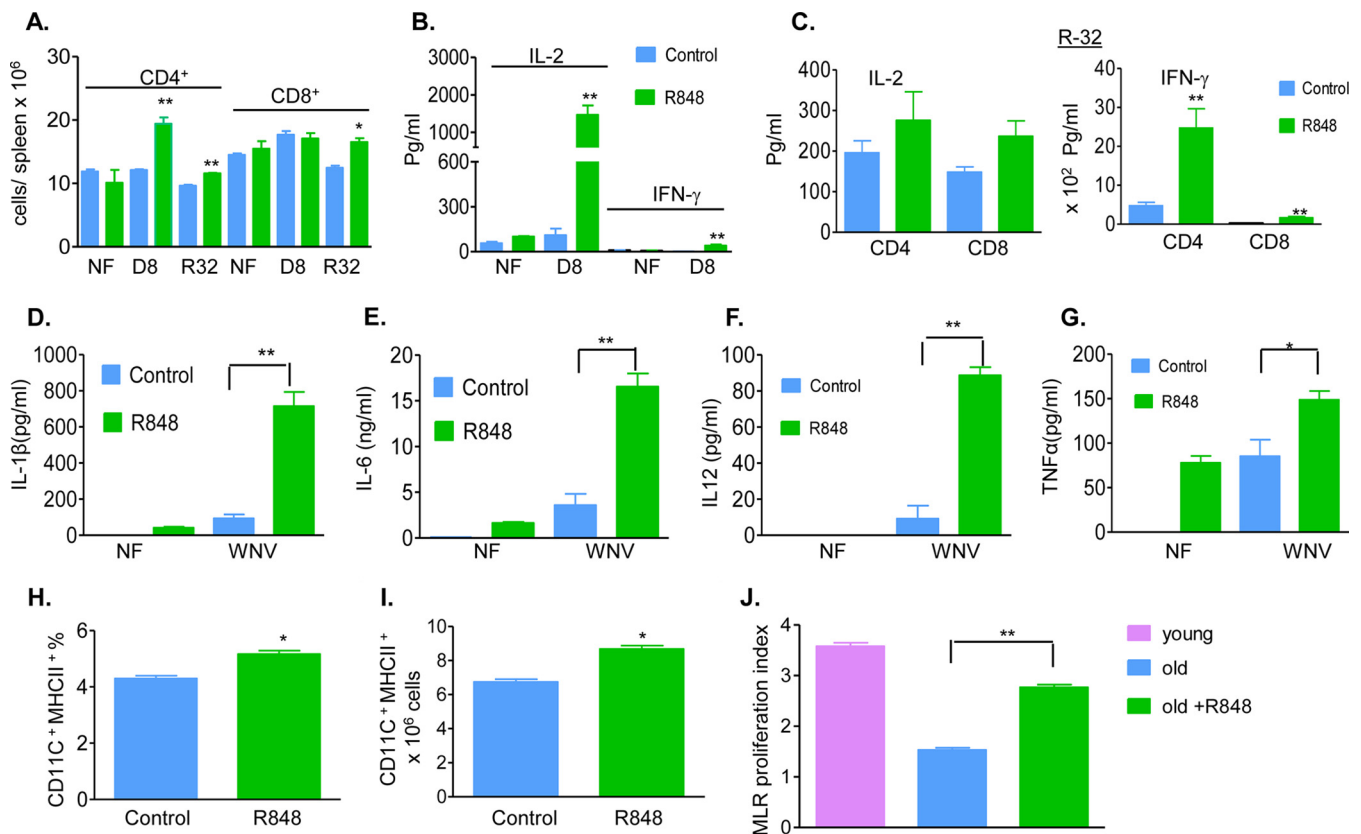 A.
cells/ spleen x 10⁶
30
20
10
0
CD4⁺
CD8⁺
**
**
*
NF D8 R32 NF D8 R32
B.
Pg/ml
3000
2000
1000
600
300
0
IL-2
**
IFN-γ
**
NF D8 NF D8
Control
R848
C.
Pg/ml
400
300
200
100
0
IL-2
CD4 CD8
R-32
x 10² Pg/ml
40
30
20
10
0
IFN-γ
**
**
CD4 CD8
Control
R848
D.
IL-1β(pg/ml)
1000
800
600
400
200
0
Control
R848
**
NF WNV
E.
IL-6 (ng/ml)
20
15
10
5
0
Control
R848
**
NF WNV
F.
IL12 (pg/ml)
100
80
60
40
20
0
Control
R848
**
NF WNV
G.
TNFα(pg/ml)
200
150
100
50
0
Control
R848
*
NF WNV
H.
CD11C⁺MHCII⁺%
6
4
2
0
*
Control R848
I.
CD11C⁺MHCII⁺
x 10⁶ cells
10
8
6
4
2
0
*
Control R848
J.
MLR proliferation index
4
3
2
1
0
**
young
old
old +R848